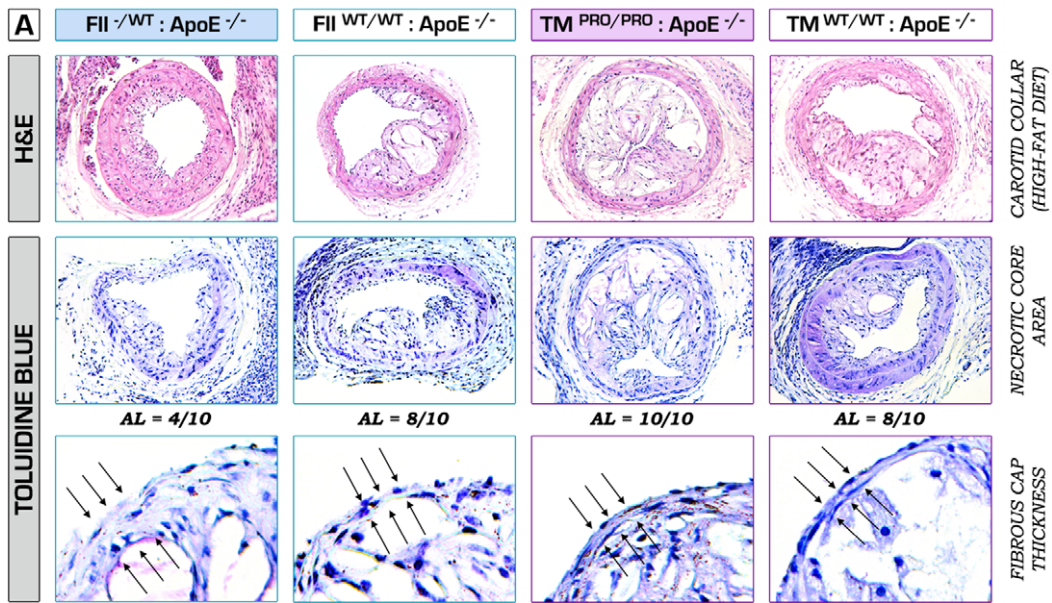 A
FII -/WT : ApoE -/-
FII WT/WT : ApoE -/-
TM PRO/PRO : ApoE -/-
TM WT/WT : ApoE -/-
H&E
CAROTID COLLAR
(HIGH-FAT DIET)
TOLUIDINE BLUE
NECROTIC CORE
AREA
AL = 4/10
AL = 8/10
AL = 10/10
AL = 8/10
FIBROUS CAP
THICKNESS